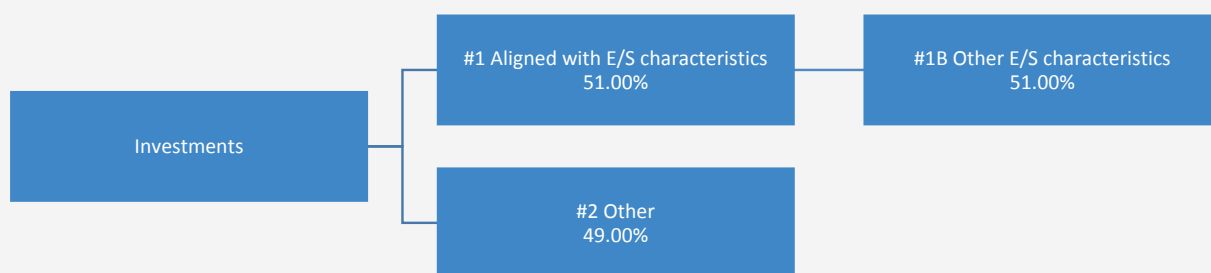 Investments
#1 Aligned with E/S characteristics
51.00%
#1B Other E/S characteristics
51.00%
#2 Other
49.00%